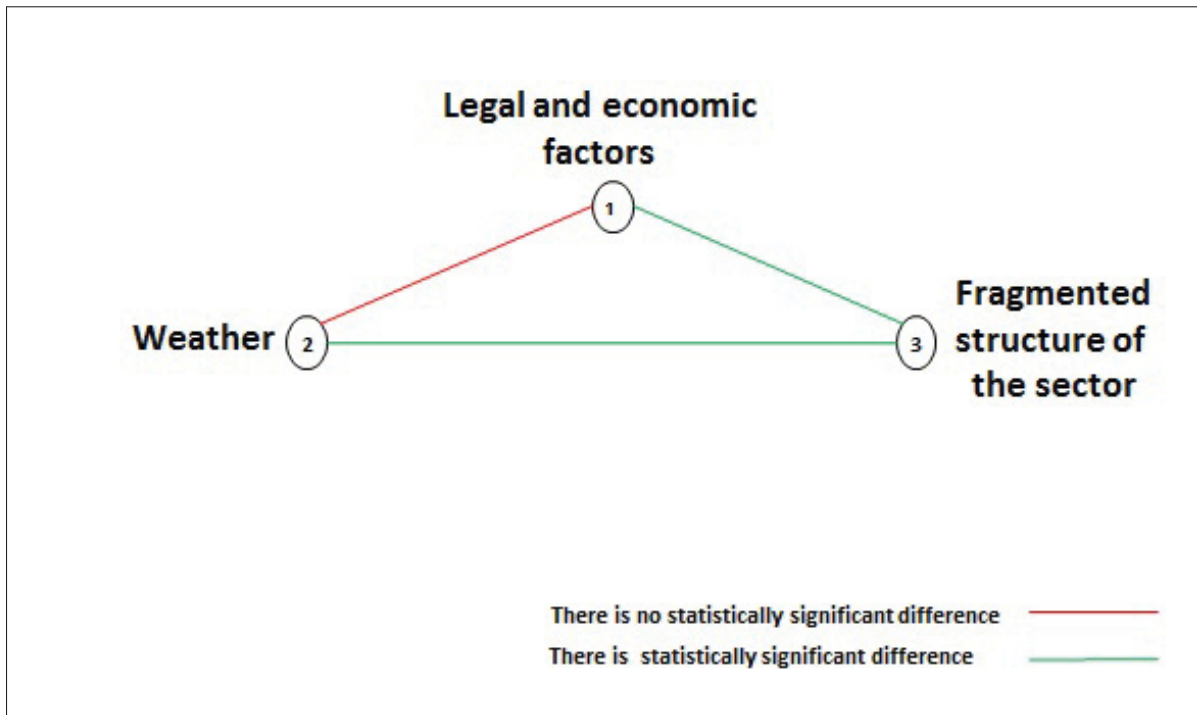 Legal and economic
factors
1
Weather
2
3
Fragmented
structure of
the sector
There is no statistically significant difference
There is statistically significant difference